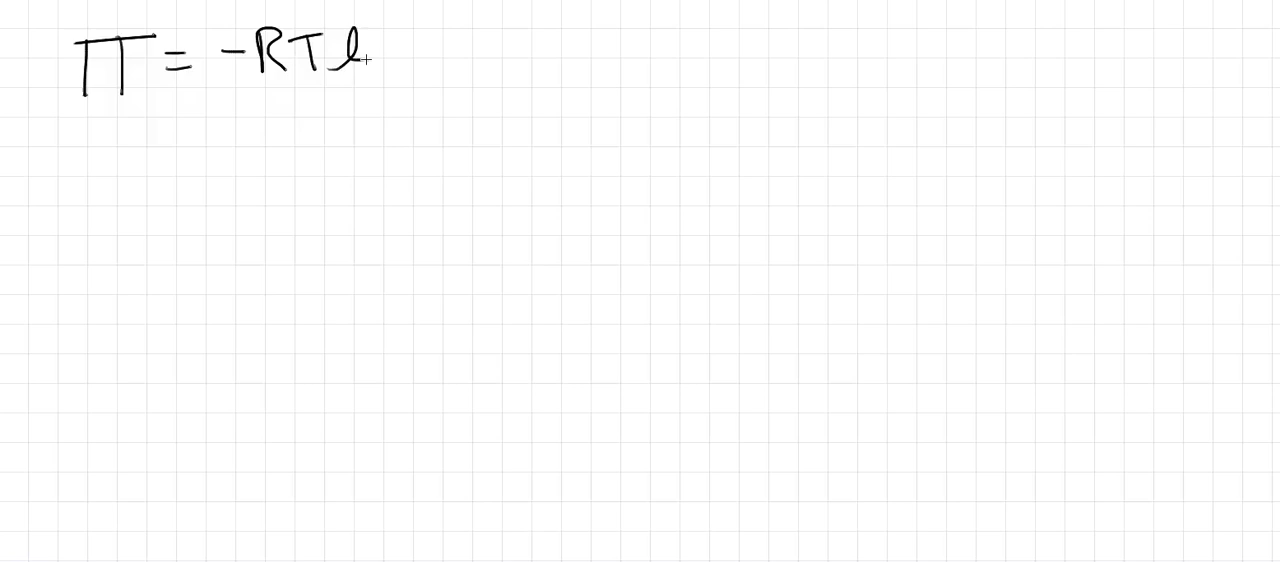 Π = -RTl